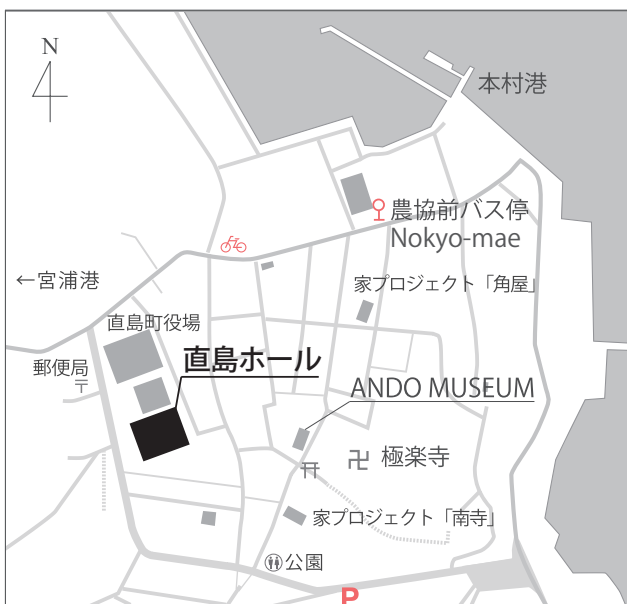 N
本村港
農協前バス停
Nokyo-mae
←宮浦港
家プロジェクト「角屋」
直島町役場
直島ホール
郵便局
〒
ANDO MUSEUM
卍 極楽寺
家プロジェクト「南寺」
公園
P